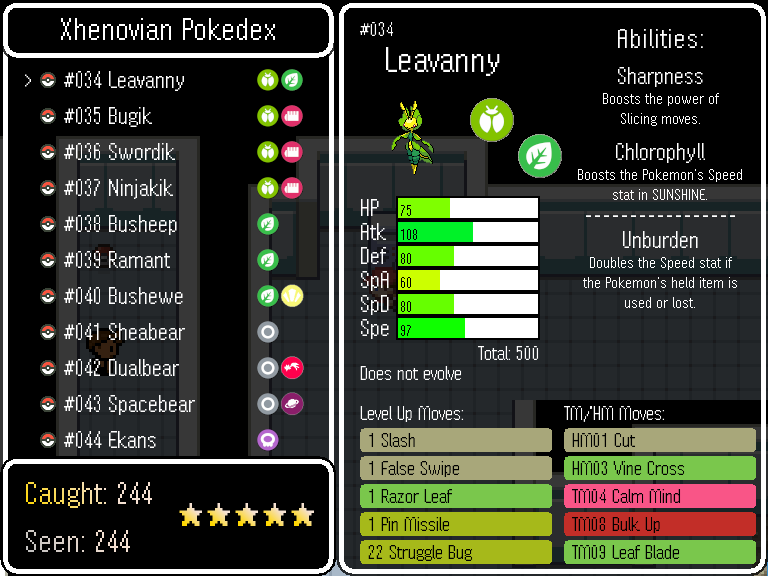 Xhenovian Pokedex
> #034 Leavanny
#035 Bugik
#036 Swordik
#037 Ninjakik
#038 Busheep
#039 Ramant
#040 Bushewe
#041 Sheabear
#042 Dualbear
#043 Spacebear
#044 Ekans
Caught: 244
Seen: 244
#034
Leavanny
Abilities:
Sharpness
Boosts the power of
Slicing moves.
Chlorophyll
Boosts the Pokemon's Speed
stat in SUNSHINE.
Unburden
Doubles the Speed stat if
the Pokemon's held item is
used or lost.
HP 75
Atk 108
Def 80
SpA 60
SpD 80
Spe 97
Total: 500
Does not evolve
Level Up Moves:
1 Slash
1 False Swipe
1 Razor Leaf
1 Pin Missile
22 Struggle Bug
TM/HM Moves:
HM01 Cut
HM03 Vine Cross
TM04 Calm Mind
TM08 Bulk Up
TM09 Leaf Blade